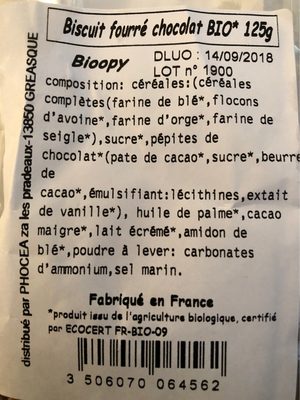 Biscuit fourré chocolat BIO* 125g
Bioopy
DLUO : 14/09/2018
LOT n° 1900
composition: céréales:(céréales
complètes(farine de blé*,flocons
d'avoine*,farine d'orge*,farine de
seigle*),sucre*,pépites de
chocolat*(pate de cacao*,sucre*,beurre
de
cacao*,émulsifiant:lécithines,extait
de vanille*), huile de palme*,cacao
maigre*,lait écrémé*,amidon de
blé*,poudre à lever: carbonates
d'ammonium,sel marin.
Fabriqué en France
*produit issu de l'agriculture biologique, certifié
par ECOCERT FR-BIO-09
3 506070 064562
distribué par PHOCEA za les pradeaux-13850 GREASQUE